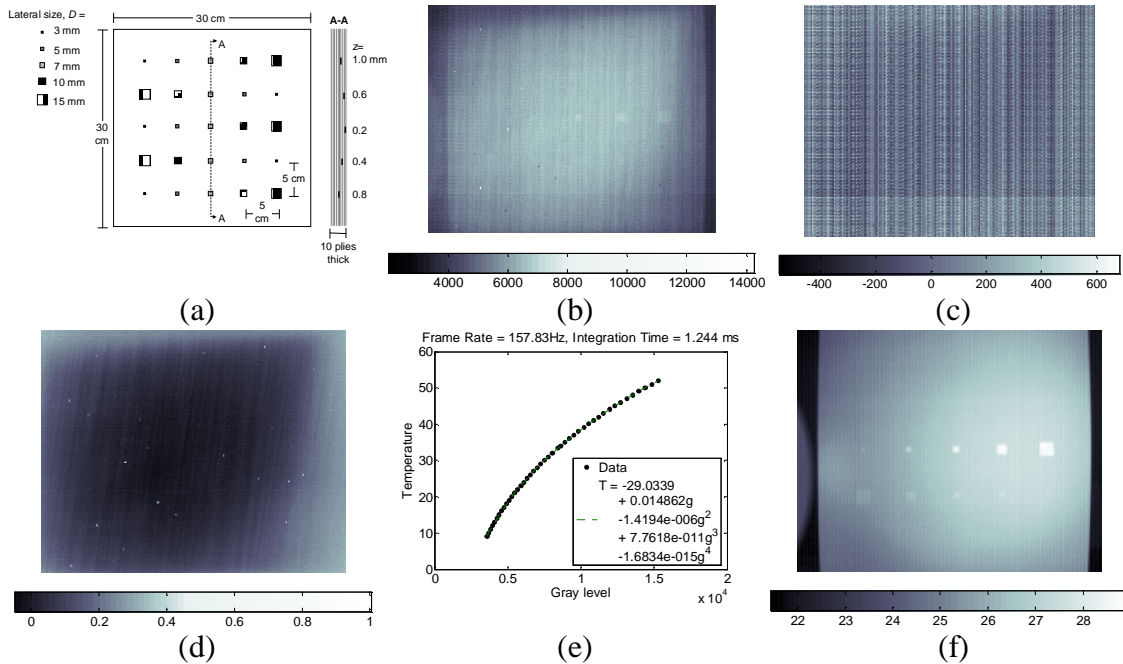 Lateral size, D =
3 mm
5 mm
7 mm
10 mm
15 mm
30 cm
A
A-A
z=
1.0 mm
0.6
0.2
0.4
0.8
30
cm
5 cm
5
cm
A
10 plies
thick
(a)
4000 6000 8000 10000 12000 14000
(b)
-400 -200 0 200 400 600
(c)
0 0.2 0.4 0.6 0.8 1
(d)
Frame Rate = 157.83Hz, Integration Time = 1.244 ms
60
50
40
30
20
10
0
Temperature
Data
T = -29.0339
+ 0.014862g
-1.4194e-006g²
+ 7.7618e-011g³
-1.6834e-015g⁴
0 0.5 1 1.5 2
x 10⁴
Gray level
(e)
22 23 24 25 26 27 28
(f)